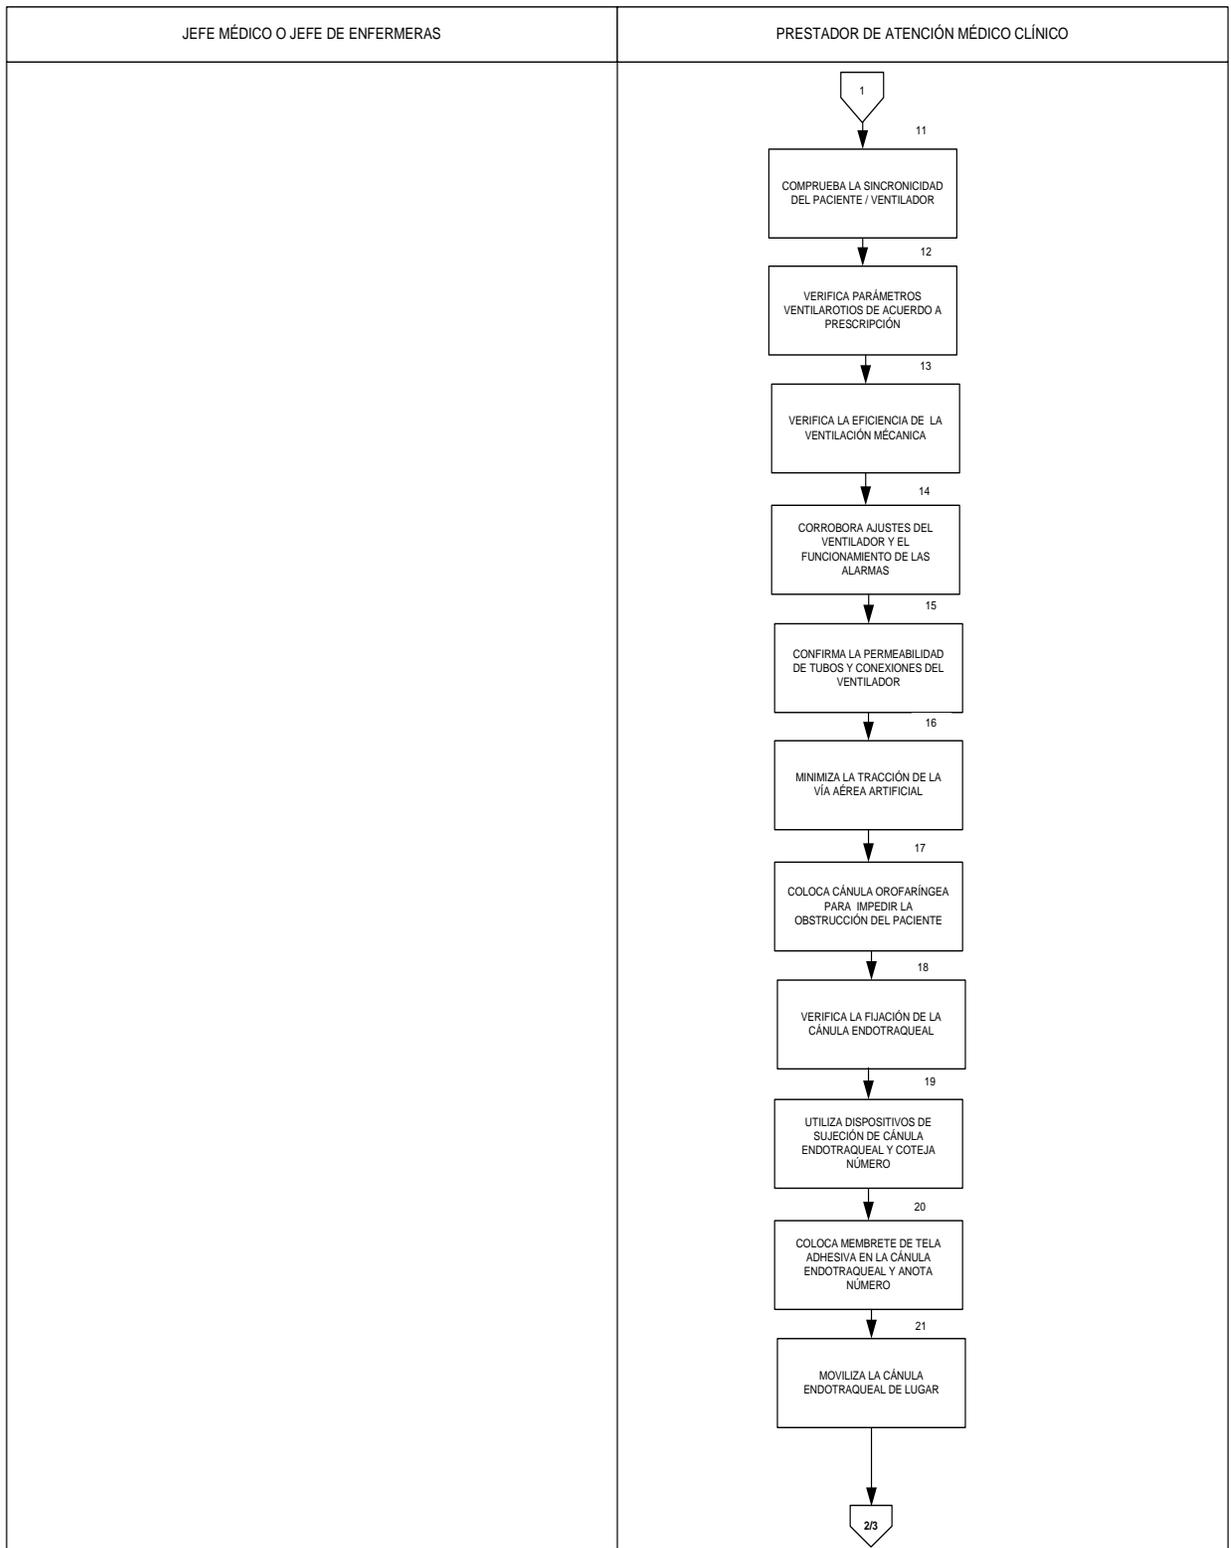 JEFE MÉDICO O JEFE DE ENFERMERAS
PRESTADOR DE ATENCIÓN MÉDICO CLÍNICO
1
11
COMPRUEBA LA SINCRONICIDAD
DEL PACIENTE / VENTILADOR
12
VERIFICA PARÁMETROS
VENTILAROTIOS DE ACUERDO A
PRESCRIPCIÓN
13
VERIFICA LA EFICIENCIA DE LA
VENTILACIÓN MÉCANICA
14
CORROBORA AJUSTES DEL
VENTILADOR Y EL
FUNCIONAMIENTO DE LAS
ALARMAS
15
CONFIRMA LA PERMEABILIDAD
DE TUBOS Y CONEXIONES DEL
VENTILADOR
16
MINIMIZA LA TRACCIÓN DE LA
VÍA AÉREA ARTIFICIAL
17
COLOCA CÁNULA OROFARÍNGEA
PARA IMPEDIR LA
OBSTRUCCIÓN DEL PACIENTE
18
VERIFICA LA FIJACIÓN DE LA
CÁNULA ENDOTRAQUEAL
19
UTILIZA DISPOSITIVOS DE
SUJECIÓN DE CÁNULA
ENDOTRAQUEAL Y COTEJA
NÚMERO
20
COLOCA MEMBRETE DE TELA
ADHESIVA EN LA CÁNULA
ENDOTRAQUEAL Y ANOTA
NÚMERO
21
MOVILIZA LA CÁNULA
ENDOTRAQUEAL DE LUGAR
2/3